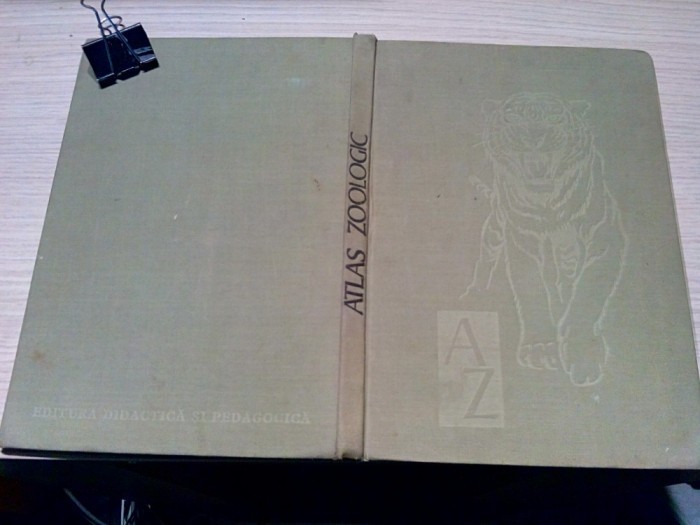 EDITURA DIDACTICĂ ȘI PEDAGOGICĂ
ATLAS ZOOLOGIC
A
Z